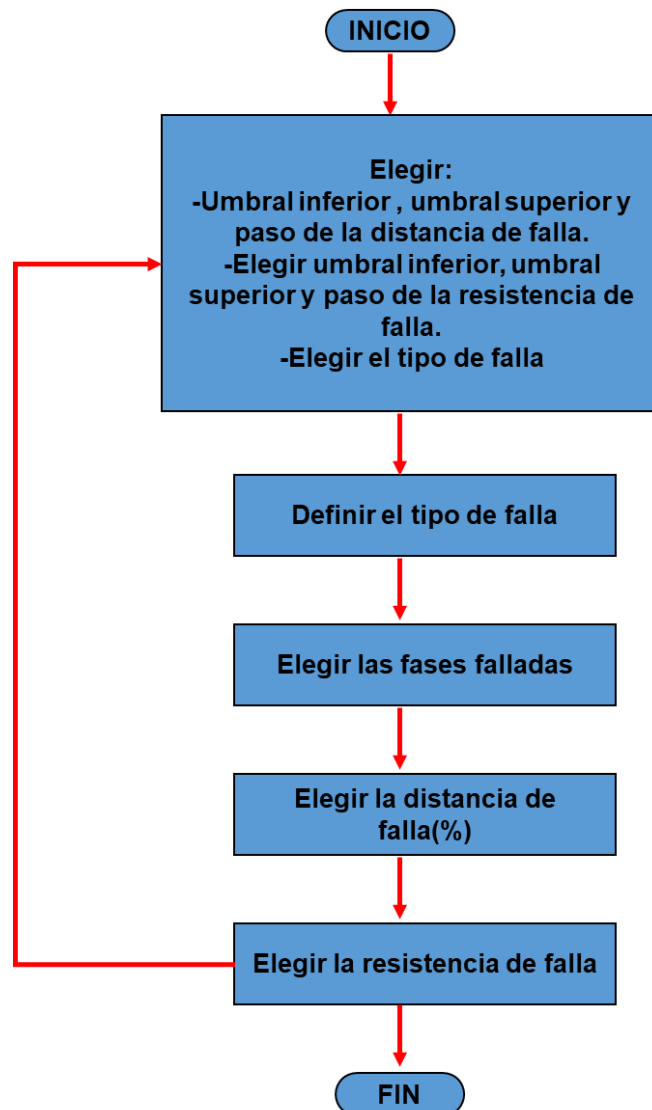 INICIO
Elegir:
-Umbral inferior , umbral superior y
paso de la distancia de falla.
-Elegir umbral inferior, umbral
superior y paso de la resistencia de
falla.
-Elegir el tipo de falla
Definir el tipo de falla
Elegir las fases falladas
Elegir la distancia de
falla(%)
Elegir la resistencia de falla
FIN